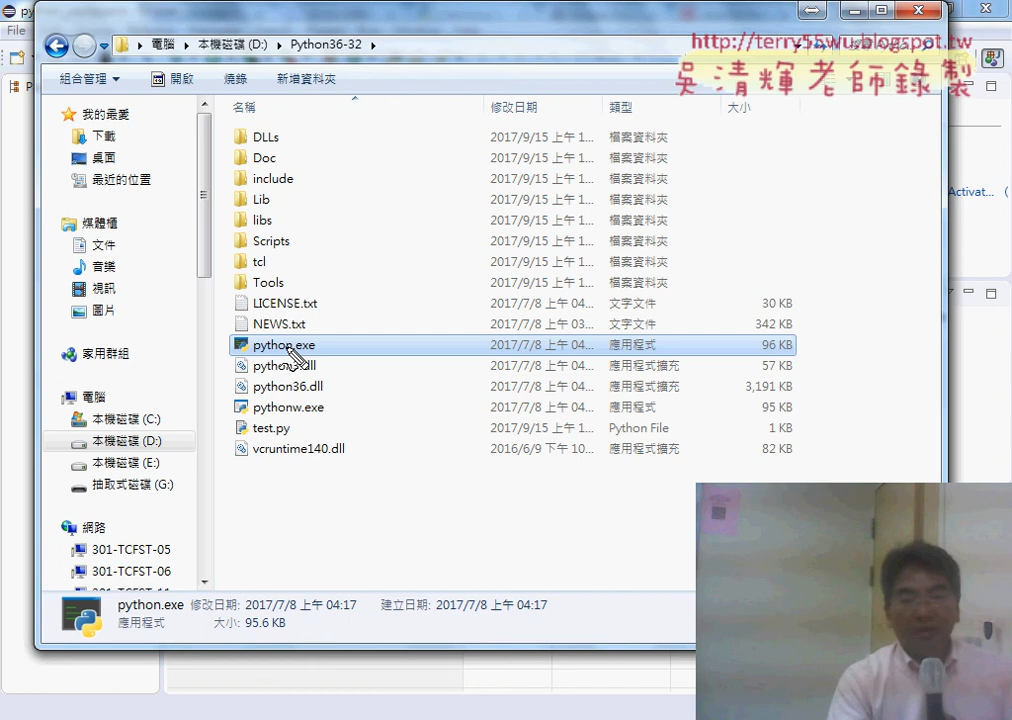 py
File
電腦 ▸ 本機磁碟 (D:) ▸ Python36-32 ▸
http://terry55wu.blogspot.tw
吳清輝老師錄製
組合管理 開啟 燒錄 新增資料夾
名稱 修改日期 類型 大小
我的最愛
下載
桌面
最近的位置
媒體櫃
文件
音樂
視訊
圖片
家用群組
電腦
本機磁碟 (C:)
本機磁碟 (D:)
本機磁碟 (E:)
抽取式磁碟 (G:)
網路
301-TCFST-05
301-TCFST-06
DLLs 2017/9/15 上午 1... 檔案資料夾
Doc 2017/9/15 上午 1... 檔案資料夾
include 2017/9/15 上午 1... 檔案資料夾
Lib 2017/9/15 上午 1... 檔案資料夾
libs 2017/9/15 上午 1... 檔案資料夾
Scripts 2017/9/15 上午 1... 檔案資料夾
tcl 2017/9/15 上午 1... 檔案資料夾
Tools 2017/9/15 上午 1... 檔案資料夾
LICENSE.txt 2017/7/8 上午 04... 文字文件 30 KB
NEWS.txt 2017/7/8 上午 03... 文字文件 342 KB
python.exe 2017/7/8 上午 04... 應用程式 96 KB
python3.dll 2017/7/8 上午 04... 應用程式擴充 57 KB
python36.dll 2017/7/8 上午 04... 應用程式擴充 3,191 KB
pythonw.exe 2017/7/8 上午 04... 應用程式 95 KB
test.py 2017/9/15 上午 1... Python File 1 KB
vcruntime140.dll 2016/6/9 下午 10... 應用程式擴充 82 KB
Activat...
python.exe 修改日期: 2017/7/8 上午 04:17 建立日期: 2017/7/8 上午 04:17
應用程式 大小: 95.6 KB